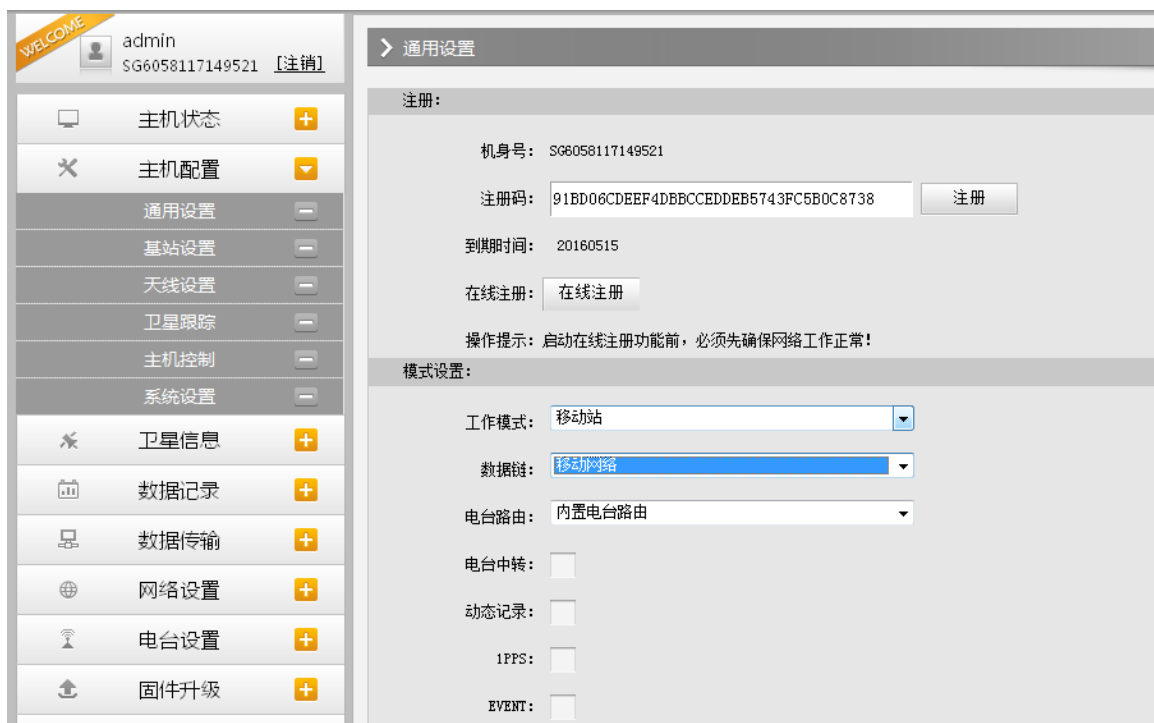 WELCOME
admin
SG6058117149521 [注销]
主机状态
主机配置
通用设置
基站设置
天线设置
卫星跟踪
主机控制
系统设置
卫星信息
数据记录
数据传输
网络设置
电台设置
固件升级
通用设置
注册：
机身号： SG6058117149521
注册码： 91BD06CDEEF4DBBCCEDDEB5743FC5B0C8738 注册
到期时间： 20160515
在线注册： 在线注册
操作提示：启动在线注册功能前，必须先确保网络工作正常！
模式设置：
工作模式： 移动站
数据链： 移动网络
电台路由： 内置电台路由
电台中转：
动态记录：
1PPS：
EVENT：